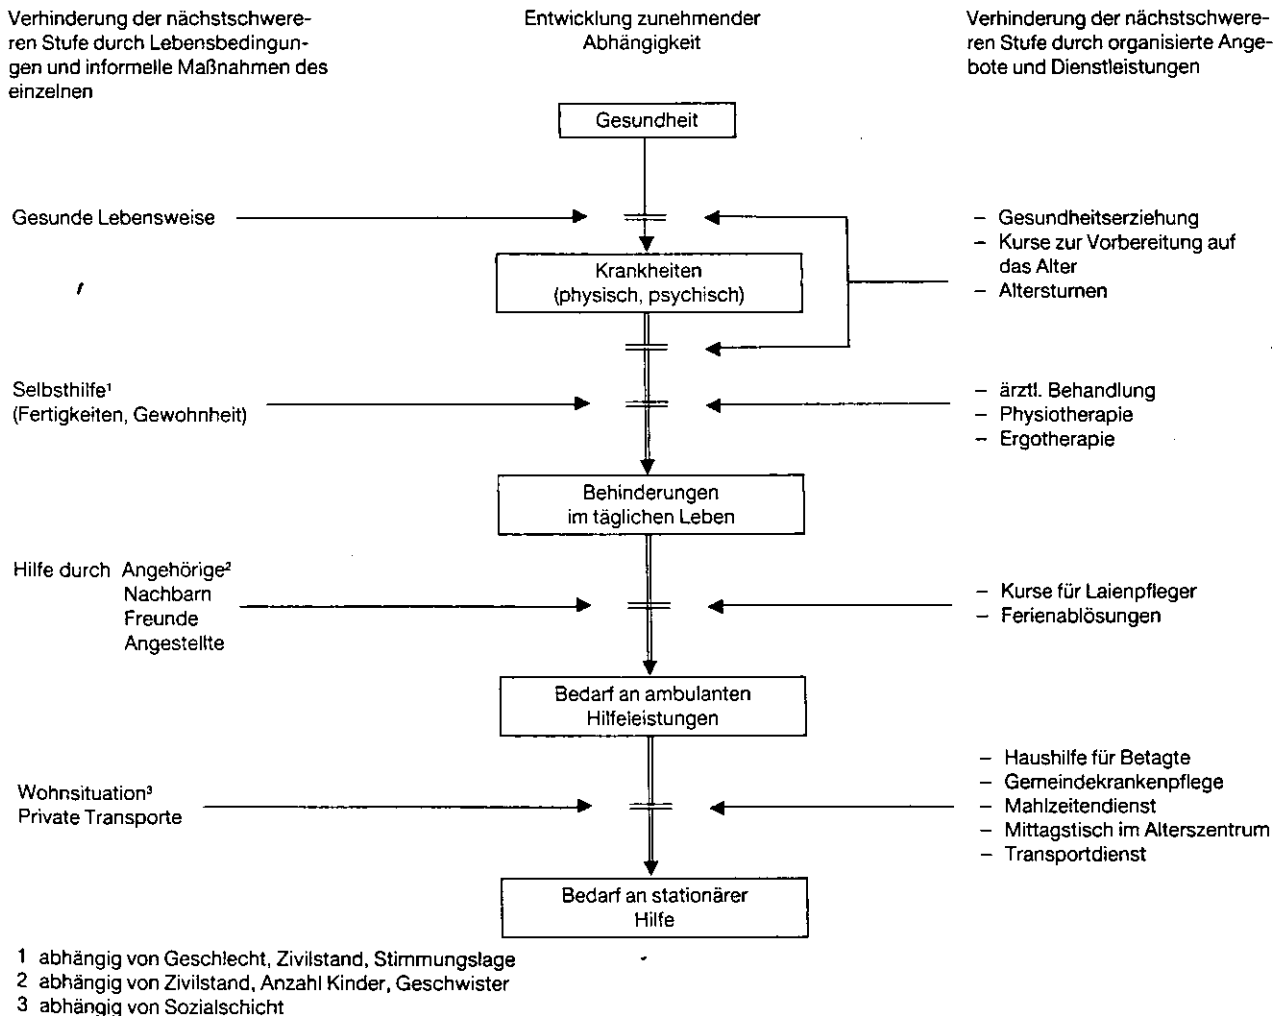 Verhinderung der nächstschwere-
ren Stufe durch Lebensbedingun-
gen und informelle Maßnahmen des
einzelnen
Entwicklung zunehmender
Abhängigkeit
Verhinderung der nächstschwere-
ren Stufe durch organisierte Ange-
bote und Dienstleistungen
Gesundheit
Gesunde Lebensweise
– Gesundheitserziehung
– Kurse zur Vorbereitung auf
das Alter
– Altersturnen
Krankheiten
(physisch, psychisch)
Selbsthilfe¹
(Fertigkeiten, Gewohnheit)
– ärztl. Behandlung
– Physiotherapie
– Ergotherapie
Behinderungen
im täglichen Leben
Hilfe durch Angehörige²
Nachbarn
Freunde
Angestellte
– Kurse für Laienpfleger
– Ferienablösungen
Bedarf an ambulanten
Hilfeleistungen
Wohnsituation³
Private Transporte
– Haushilfe für Betagte
– Gemeindekrankenpflege
– Mahlzeitendienst
– Mittagstisch im Alterszentrum
– Transportdienst
Bedarf an stationärer
Hilfe
1 abhängig von Geschlecht, Zivilstand, Stimmungslage
2 abhängig von Zivilstand, Anzahl Kinder, Geschwister
3 abhängig von Sozialschicht